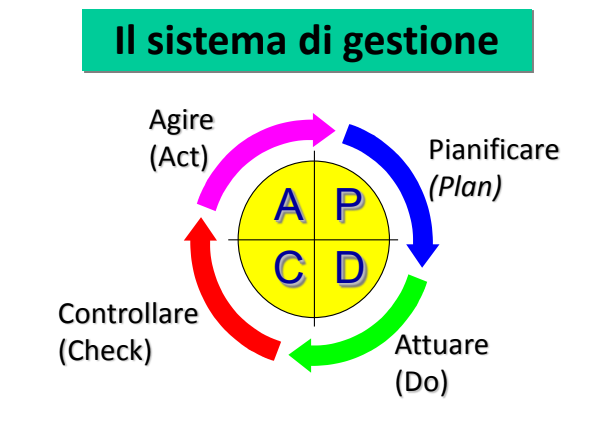 Il sistema di gestione
Agire
(Act)
Pianificare
(Plan)
A P
C D
Controllare
(Check)
Attuare
(Do)